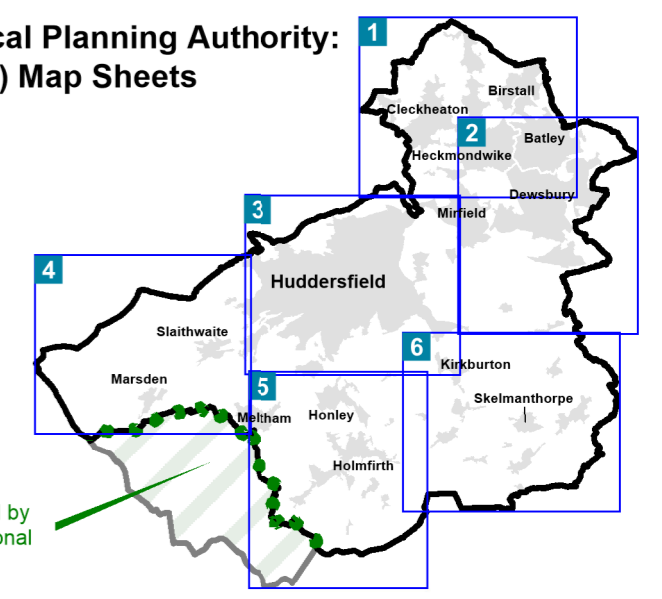 cal Planning Authority:
) Map Sheets
1
Birstall
Cleckheaton
2
Batley
Heckmondwike
Dewsbury
3
Mirfield
4
Huddersfield
Slaithwaite
6
Kirkburton
Marsden
5
Skelmanthorpe
Meltham
Honley
Holmfirth
by
onal